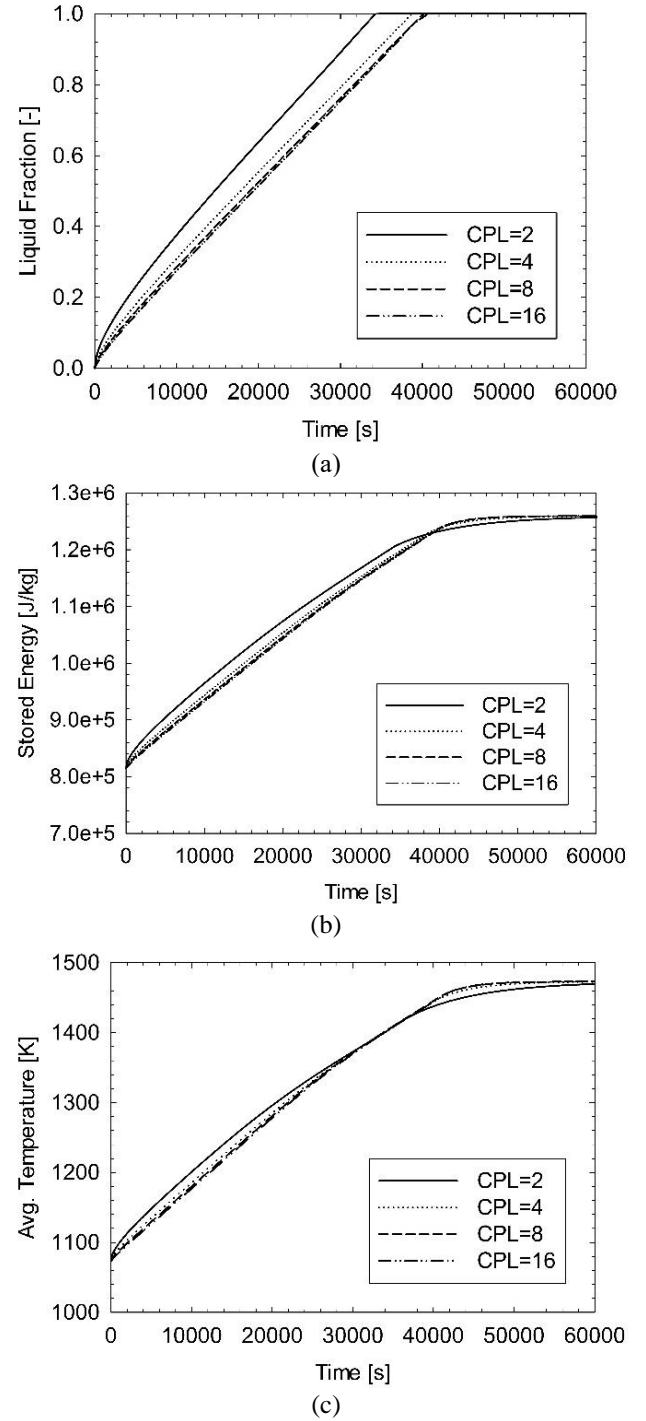 1.0
0.8
0.6
0.4
0.2
0.0
Liquid Fraction [-]
CPL=2
CPL=4
CPL=8
CPL=16
0 10000 20000 30000 40000 50000 60000
Time [s]
(a)
1.3e+6
1.2e+6
1.1e+6
1.0e+6
9.0e+5
8.0e+5
7.0e+5
Stored Energy [J/kg]
CPL=2
CPL=4
CPL=8
CPL=16
0 10000 20000 30000 40000 50000 60000
Time [s]
(b)
1500
1400
1300
1200
1100
1000
Avg. Temperature [K]
CPL=2
CPL=4
CPL=8
CPL=16
0 10000 20000 30000 40000 50000 60000
Time [s]
(c)